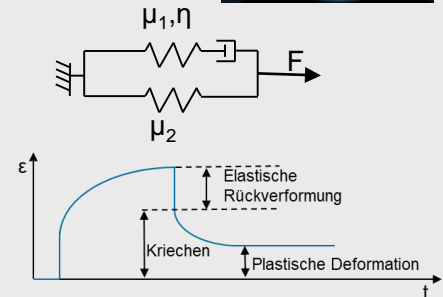 μ₁,η
F
μ₂
ε
Elastische
Rückverformung
Kriechen
Plastische Deformation
t